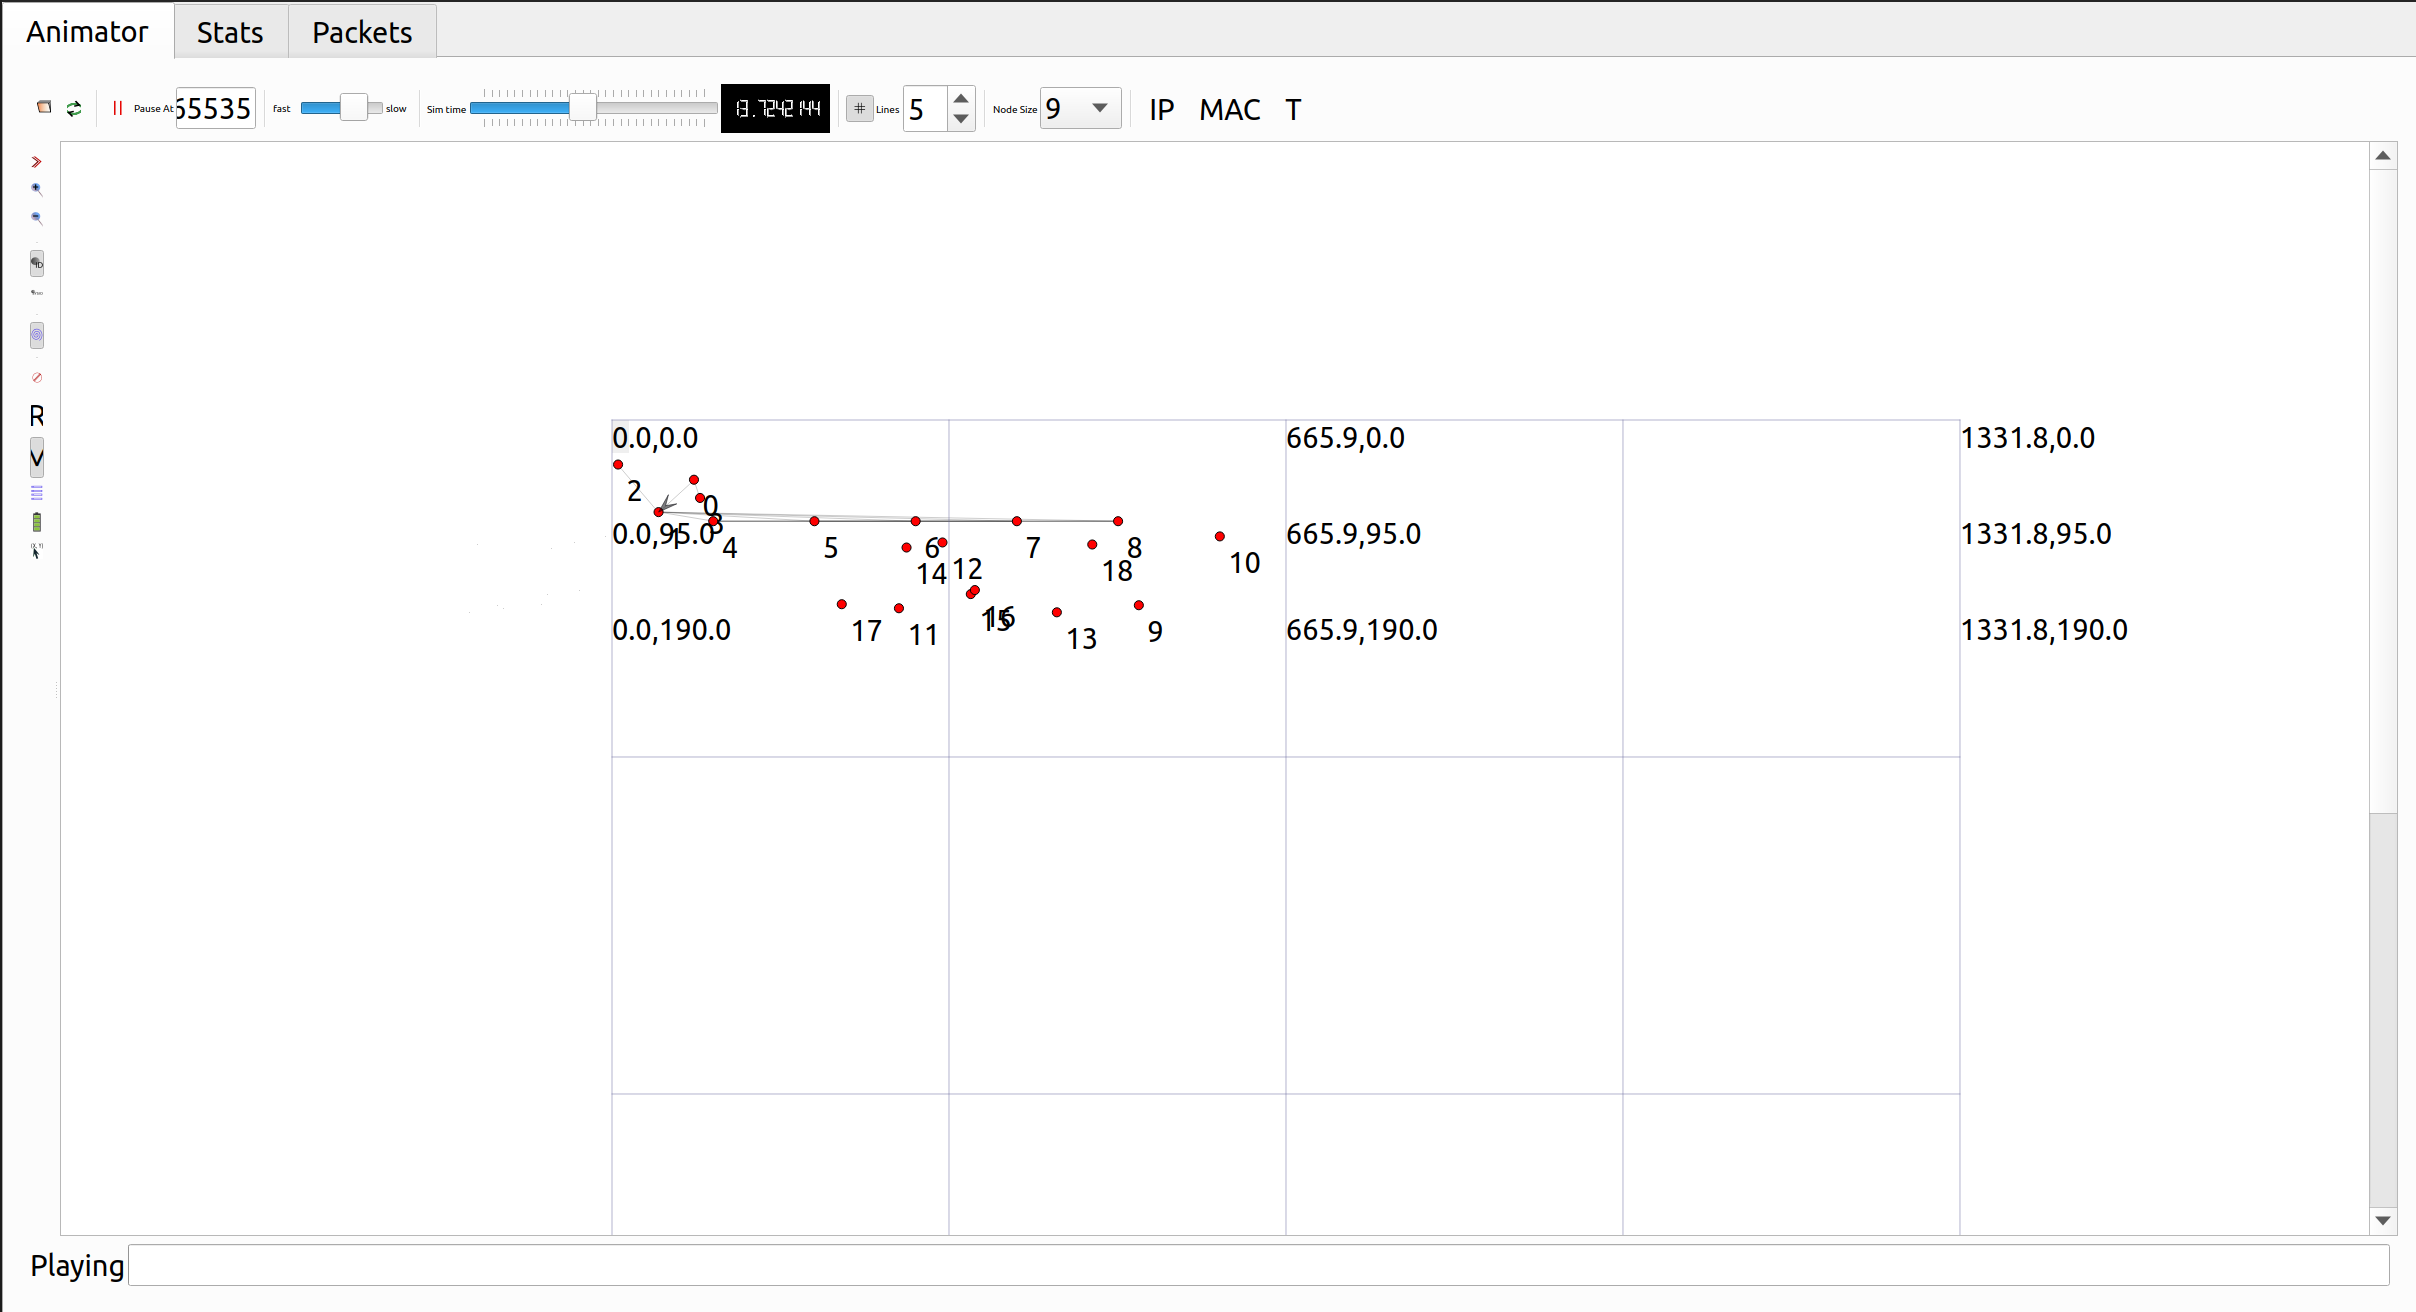 Animator Stats Packets
Pause At 65535 fast slow Sim time 13.7242144 # Lines 5 Node Size 9 IP MAC T
R
V
0.0,0.0 665.9,0.0 1331.8,0.0
2
0
3
0.0,95.0 665.9,95.0 1331.8,95.0
1 4 5 6 7 8
10
14 12 18
15 16
0.0,190.0 665.9,190.0 1331.8,190.0
17 11 13 9
Playing